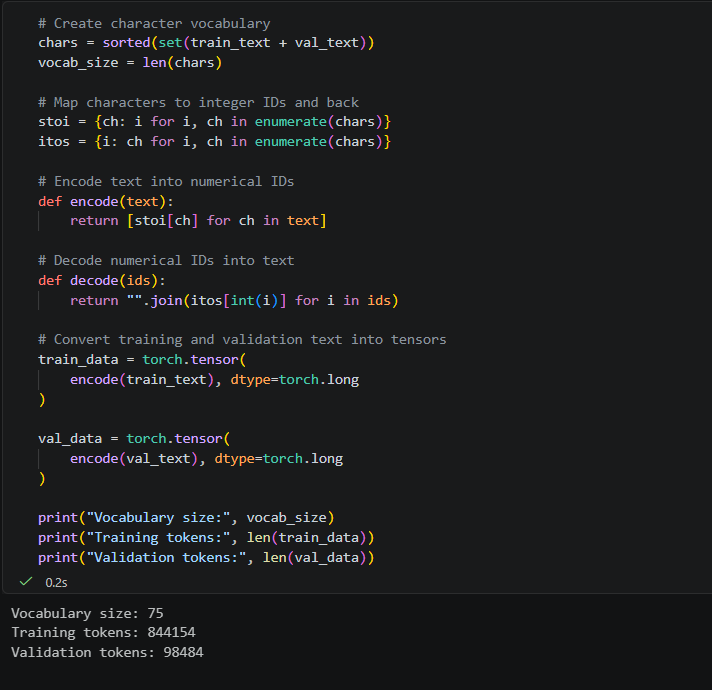 # Create character vocabulary
chars = sorted(set(train_text + val_text))
vocab_size = len(chars)

# Map characters to integer IDs and back
stoi = {ch: i for i, ch in enumerate(chars)}
itos = {i: ch for i, ch in enumerate(chars)}

# Encode text into numerical IDs
def encode(text):
    return [stoi[ch] for ch in text]

# Decode numerical IDs into text
def decode(ids):
    return "".join(itos[int(i)] for i in ids)

# Convert training and validation text into tensors
train_data = torch.tensor(
    encode(train_text), dtype=torch.long
)

val_data = torch.tensor(
    encode(val_text), dtype=torch.long
)

print("Vocabulary size:", vocab_size)
print("Training tokens:", len(train_data))
print("Validation tokens:", len(val_data))
0.2s
Vocabulary size: 75
Training tokens: 844154
Validation tokens: 98484